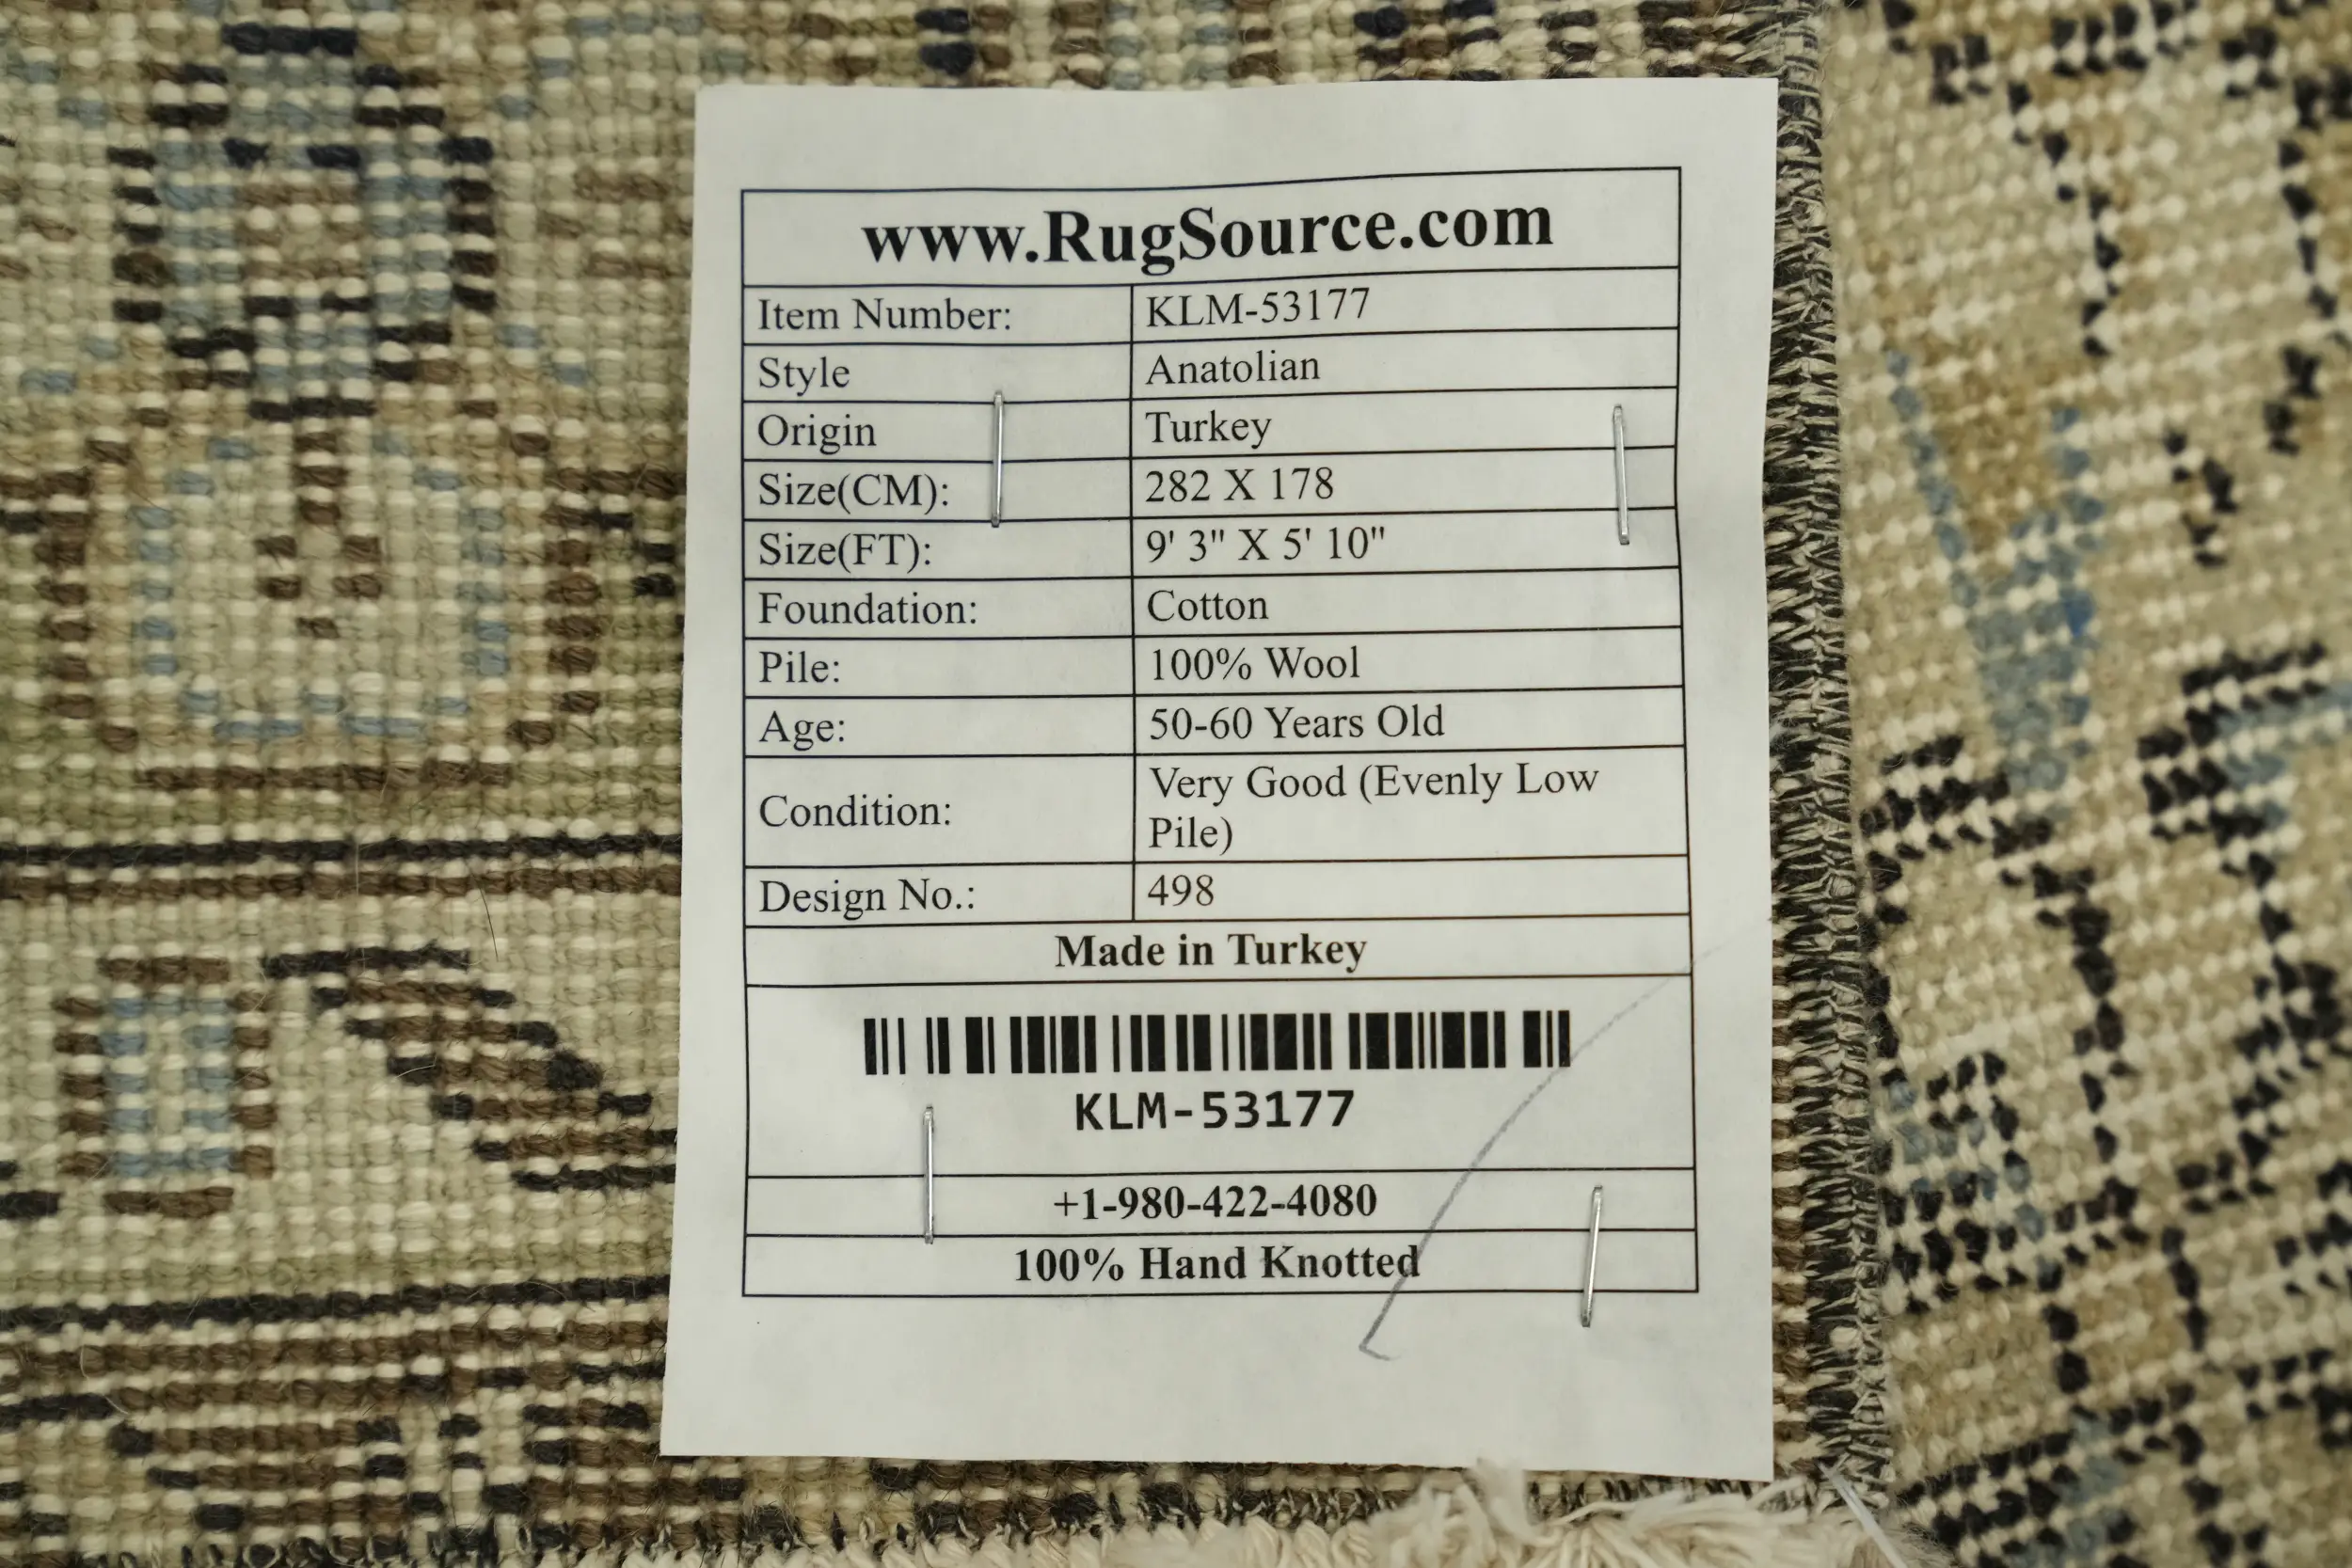 www.RugSource.com
Item Number: KLM-53177
Style Anatolian
Origin Turkey
Size(CM): 282 X 178
Size(FT): 9' 3" X 5' 10"
Foundation: Cotton
Pile: 100% Wool
Age: 50-60 Years Old
Condition: Very Good (Evenly Low
Pile)
Design No.: 498
Made in Turkey
KLM-53177
+1-980-422-4080
100% Hand Knotted